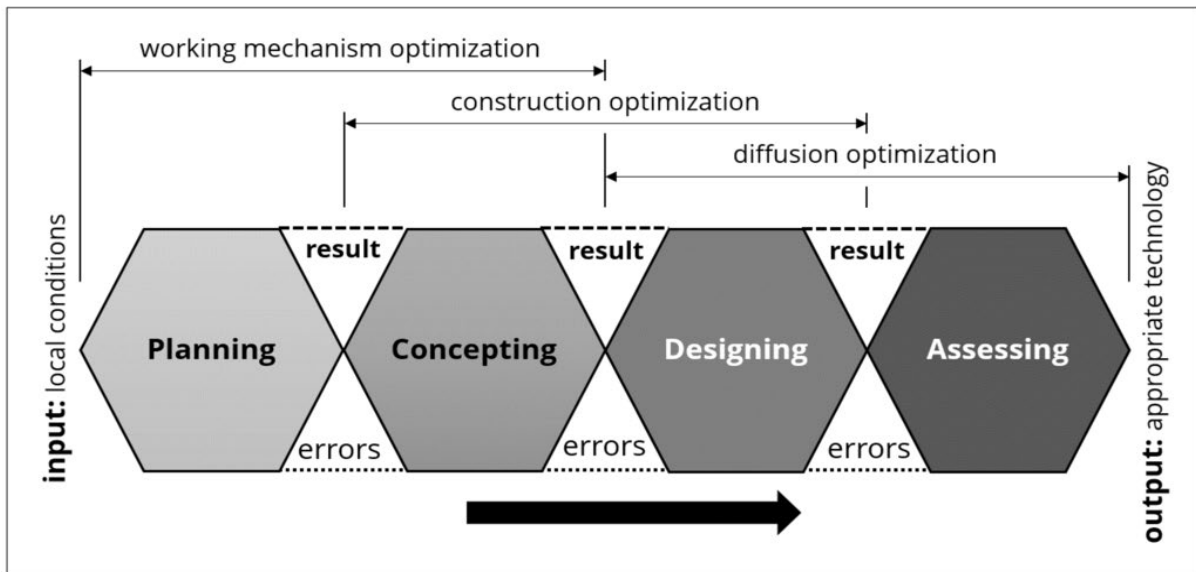 working mechanism optimization
construction optimization
diffusion optimization
input: local conditions
result
result
result
Planning
Concepting
Designing
Assessing
errors
errors
errors
output: appropriate technology